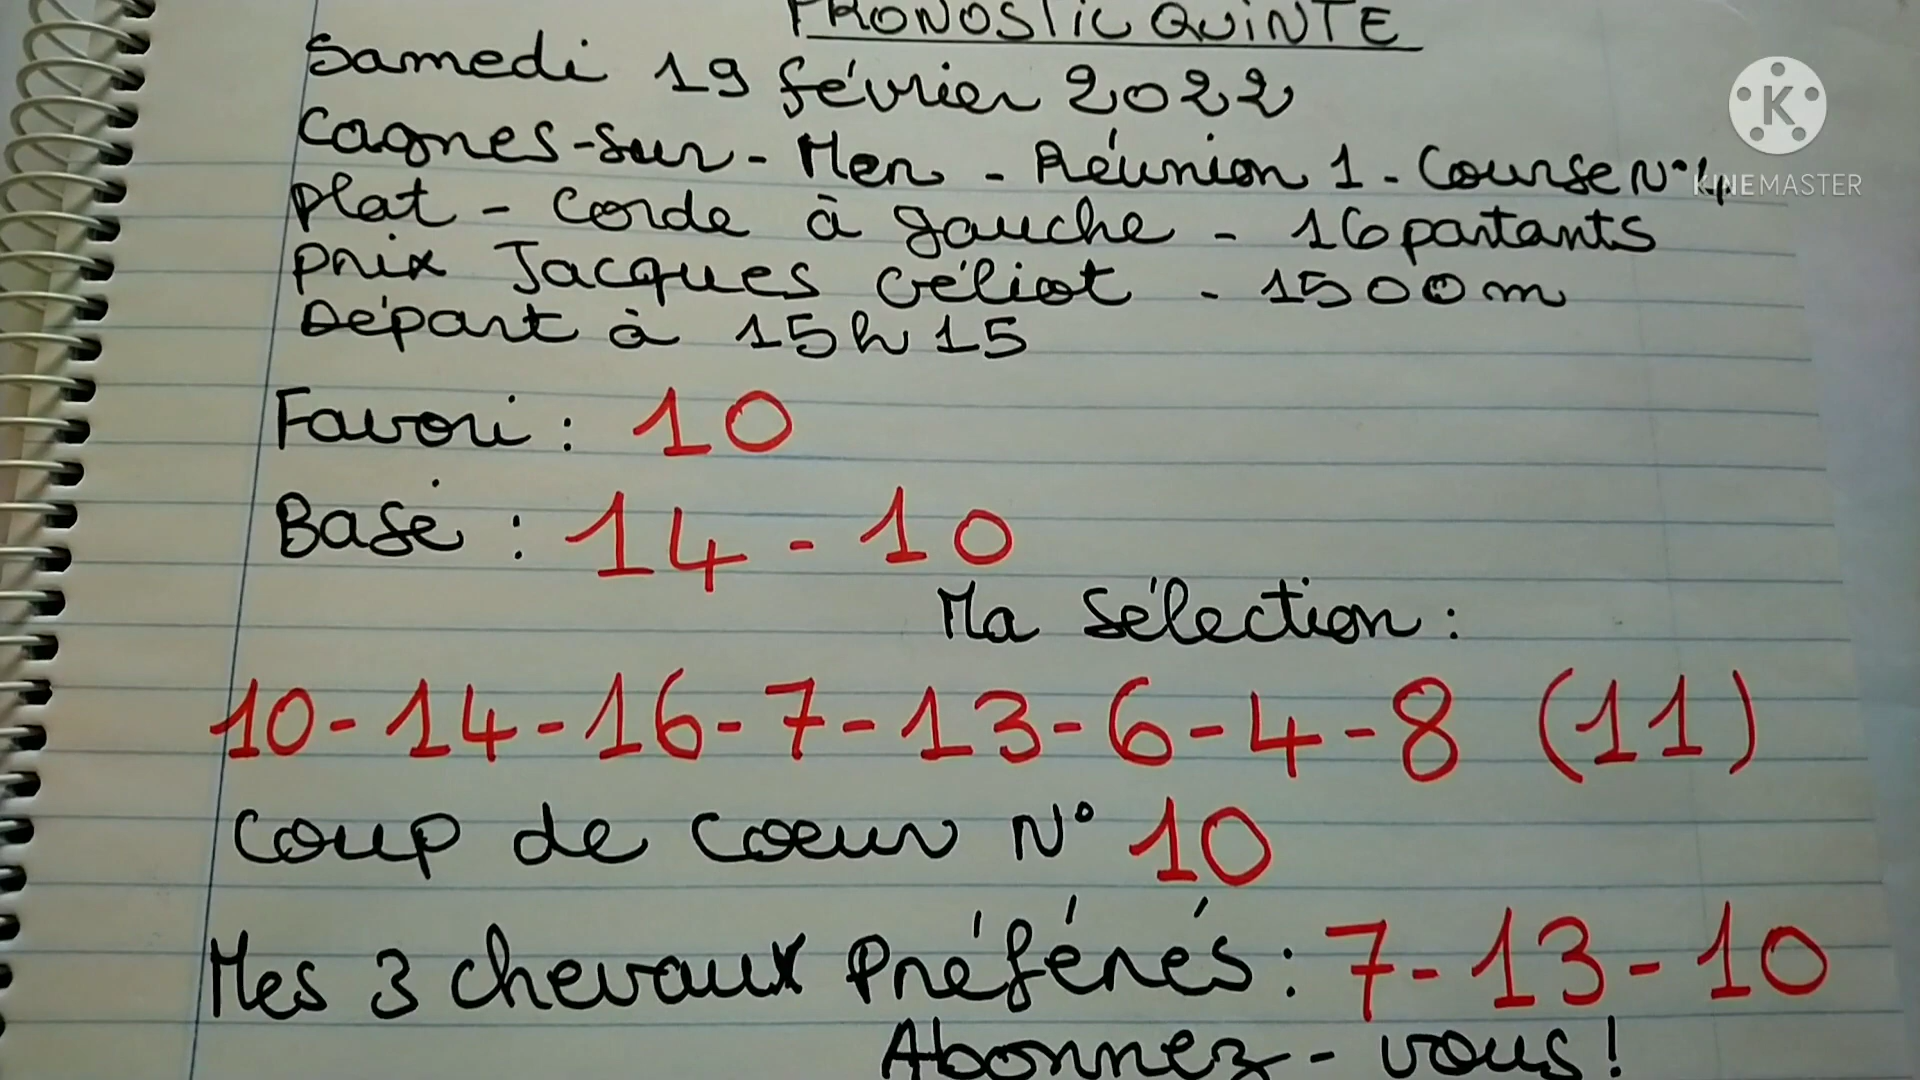 PRONOSTIC QUINTE
Samedi 19 février 2022
Cagnes-sur-Mer - Réunion 1 - Course N°4
Plat - Corde à gauche - 16 partants
Prix Jacques Géliot - 1500m
Départ à 15h15
Favori : 10
Base : 14 - 10
Ma Sélection :
10 - 14 - 16 - 7 - 13 - 6 - 4 - 8 (11)
Coup de coeur N° 10
Mes 3 chevaux Préférés : 7 - 13 - 10
Abonnez-vous !
K
KINEMASTER